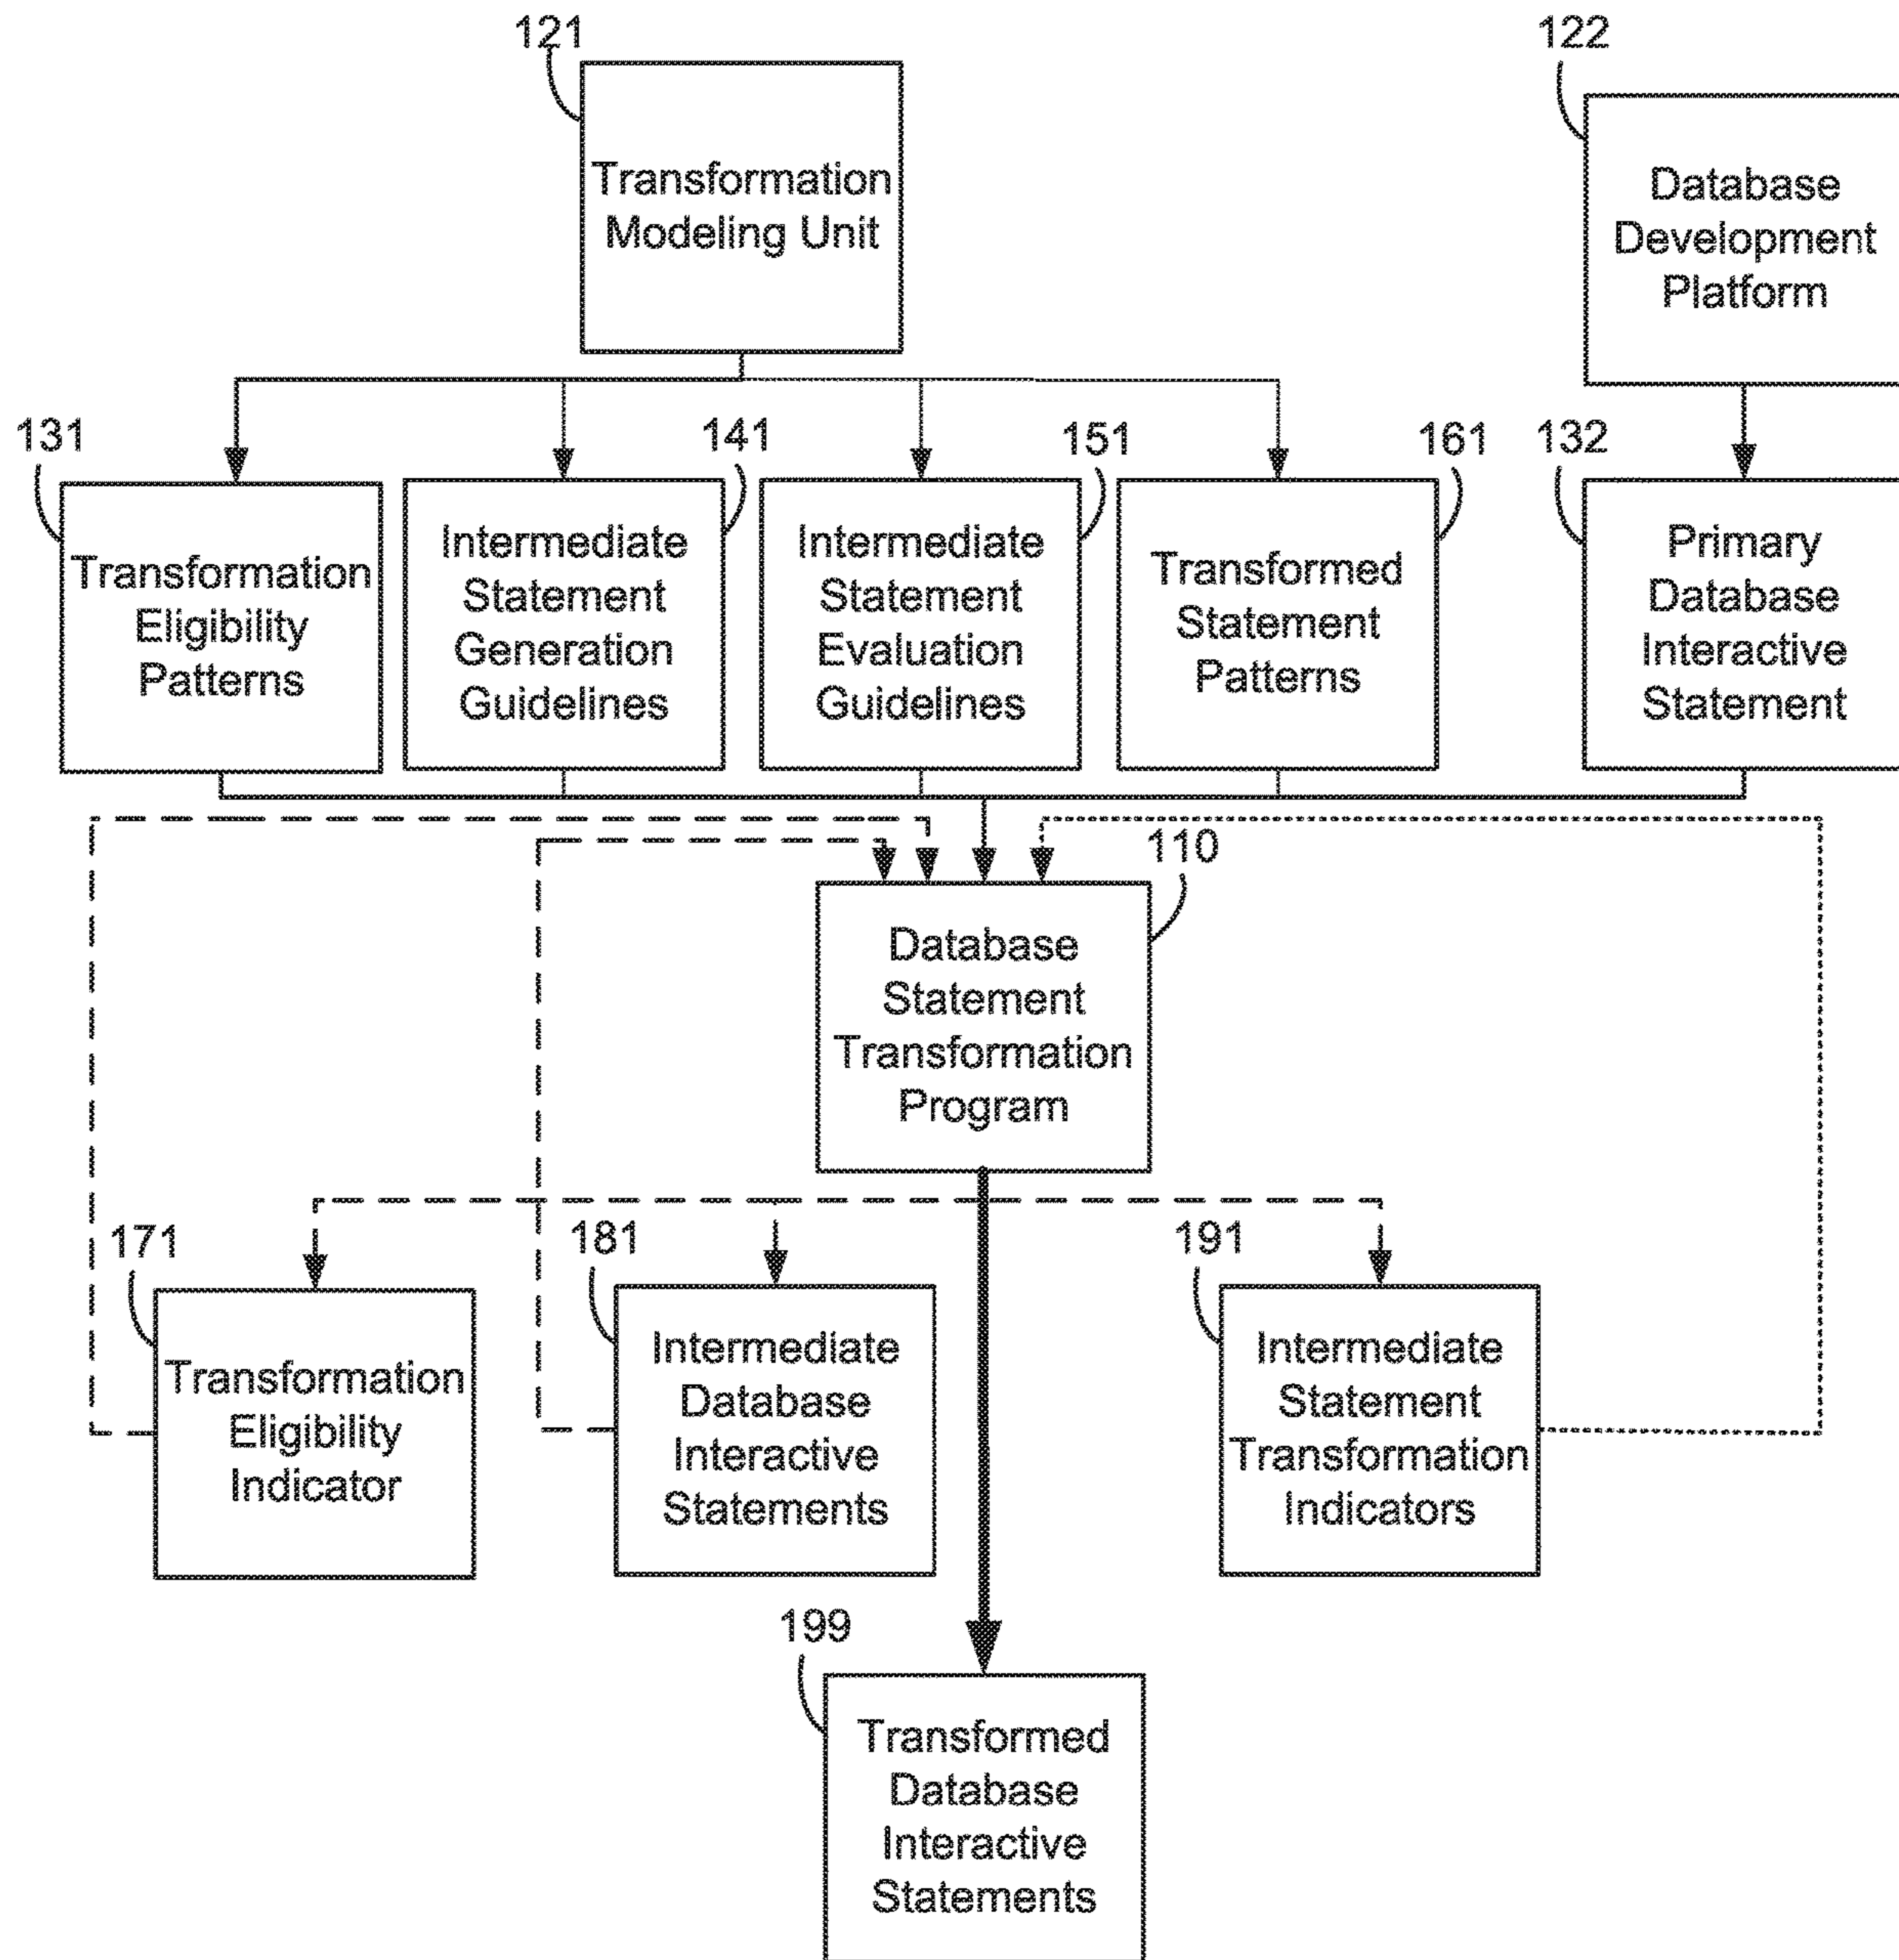 121
Transformation
Modeling Unit
122
Database
Development
Platform
131
Transformation
Eligibility
Patterns
141
Intermediate
Statement
Generation
Guidelines
151
Intermediate
Statement
Evaluation
Guidelines
161
Transformed
Statement
Patterns
132
Primary
Database
Interactive
Statement
110
Database
Statement
Transformation
Program
171
Transformation
Eligibility
Indicator
181
Intermediate
Database
Interactive
Statements
191
Intermediate
Statement
Transformation
Indicators
199
Transformed
Database
Interactive
Statements